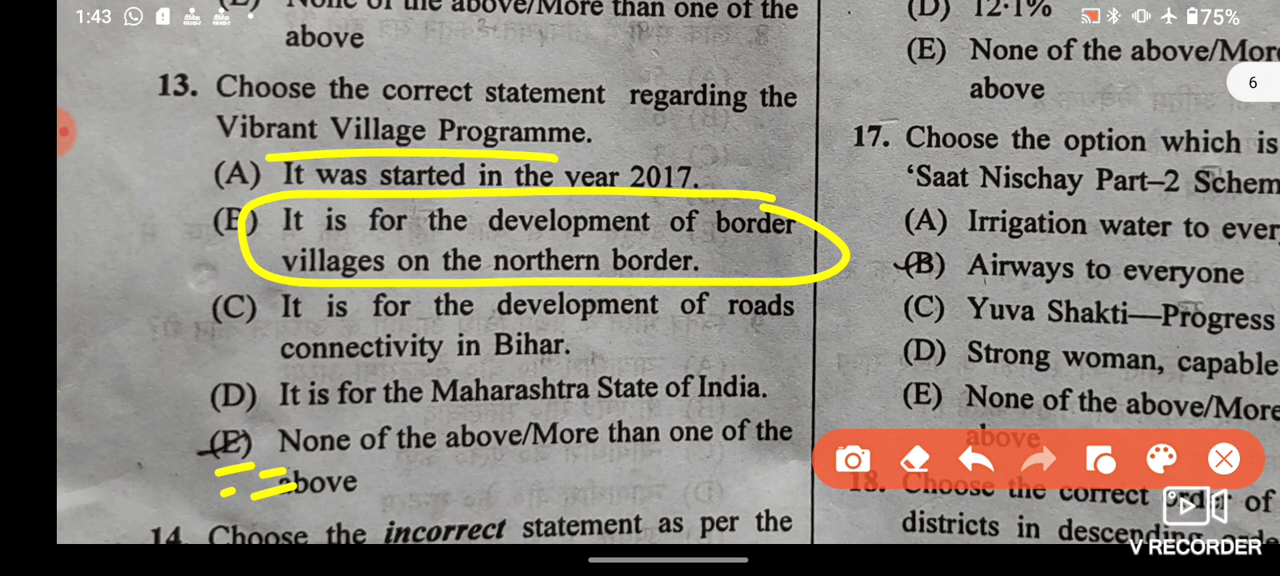 1:43
75%
None of the above/More than one of the
above
13. Choose the correct statement regarding the
Vibrant Village Programme.
(A) It was started in the year 2017.
(B) It is for the development of border
villages on the northern border.
(C) It is for the development of roads
connectivity in Bihar.
(D) It is for the Maharashtra State of India.
(E) None of the above/More than one of the
above
14. Choose the incorrect statement as per the
(D) 12·1%
(E) None of the above/More
above
6
17. Choose the option which is
‘Saat Nischay Part–2 Schem
(A) Irrigation water to ever
(B) Airways to everyone
(C) Yuva Shakti—Progress
(D) Strong woman, capable
(E) None of the above/More
above
18. Choose the correct order of
districts in descending
V RECORDER